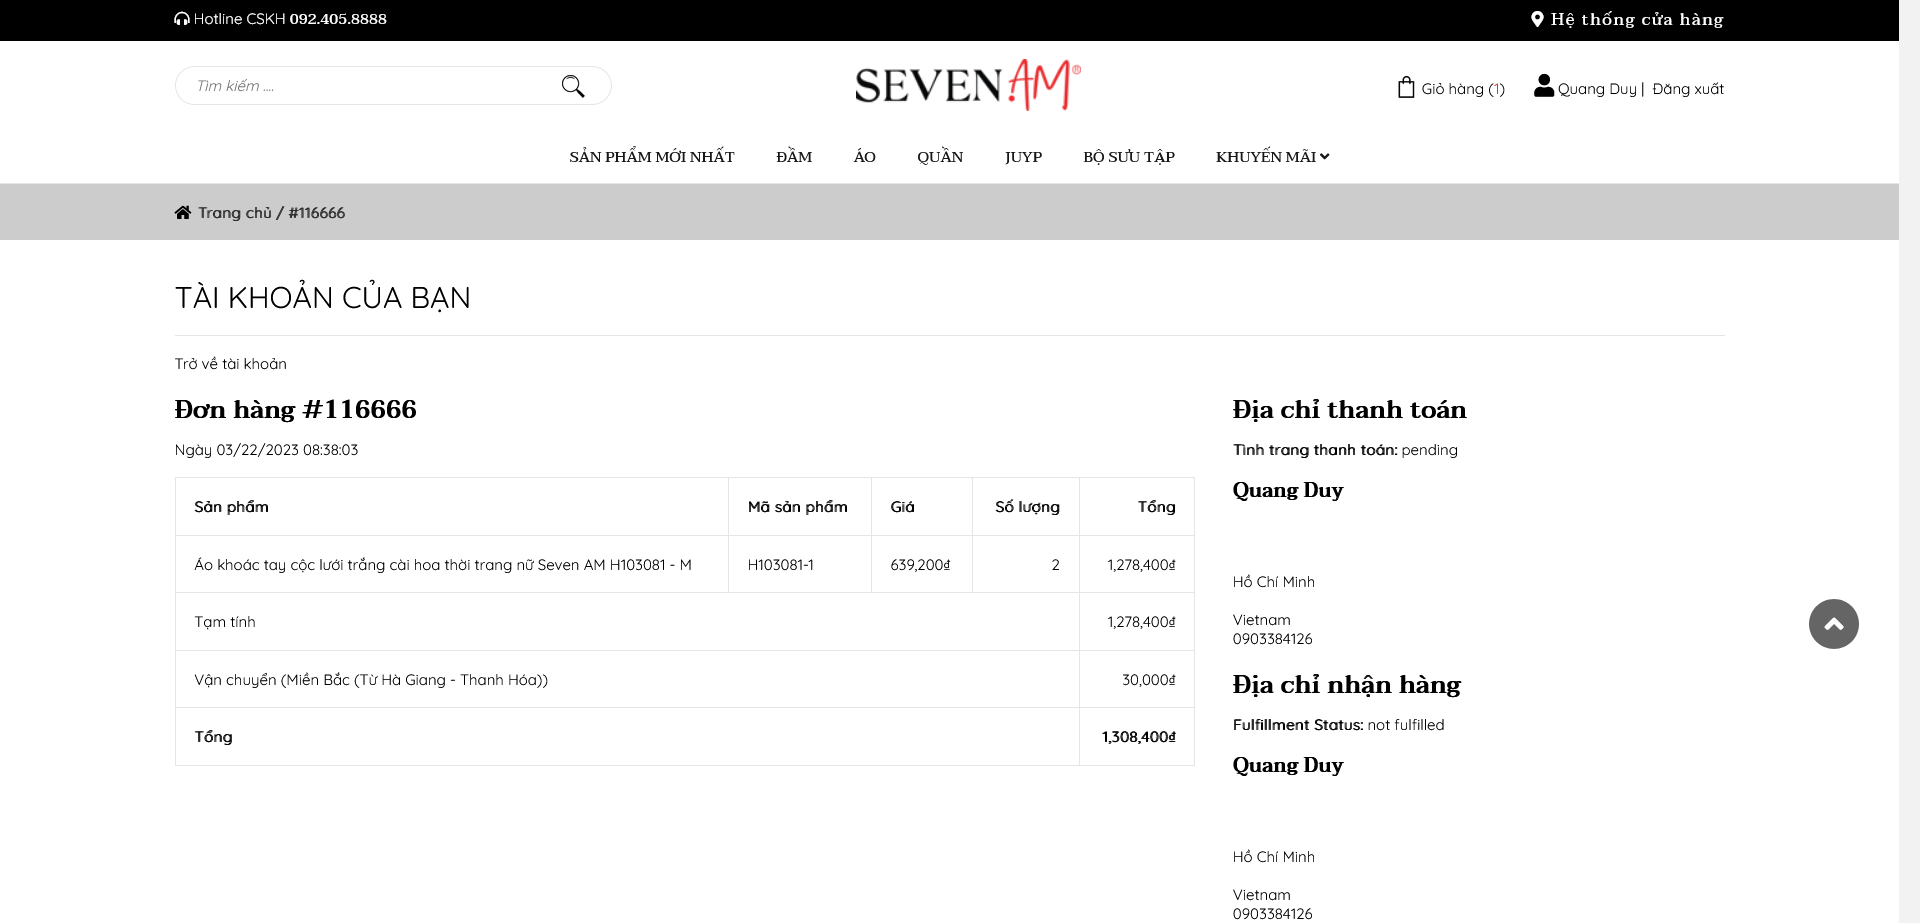 Hotline CSKH 092.405.8888
Hệ thống cửa hàng
Tìm kiếm ....
SEVEN.AM®
Giỏ hàng (1)
Quang Duy | Đăng xuất
SẢN PHẨM MỚI NHẤT ĐẦM ÁO QUẦN JUYP BỘ SƯU TẬP KHUYẾN MÃI
Trang chủ / #116666
TÀI KHOẢN CỦA BẠN
Trở về tài khoản
Đơn hàng #116666
Ngày 03/22/2023 08:38:03
Sản phẩm Mã sản phẩm Giá Số lượng Tổng
Áo khoác tay cộc lưới trắng cài hoa thời trang nữ Seven AM H103081 - M H103081-1 639,200₫ 2 1,278,400₫
Tạm tính 1,278,400₫
Vận chuyển (Miền Bắc (Từ Hà Giang - Thanh Hóa)) 30,000₫
Tổng 1,308,400₫
Địa chỉ thanh toán
Tình trang thanh toán: pending
Quang Duy
Hồ Chí Minh
Vietnam
0903384126
Địa chỉ nhận hàng
Fulfillment Status: not fulfilled
Quang Duy
Hồ Chí Minh
Vietnam
0903384126